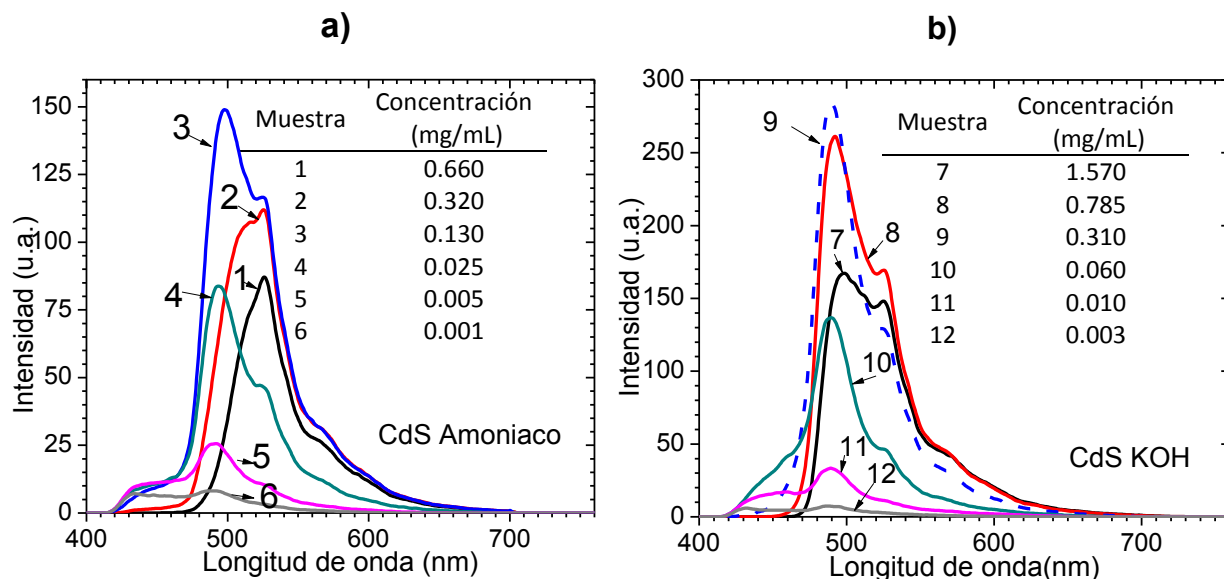 a)
Intensidad (u.a.)
150
125
100
75
50
25
0
400 500 600 700
Longitud de onda (nm)
Muestra Concentración
(mg/mL)
1 0.660
2 0.320
3 0.130
4 0.025
5 0.005
6 0.001
3
2
1
4
5
6
CdS Amoniaco
b)
Intensidad (u.a.)
300
250
200
150
100
50
0
400 500 600 700
Longitud de onda(nm)
Muestra Concentración
(mg/mL)
7 1.570
8 0.785
9 0.310
10 0.060
11 0.010
12 0.003
9
7
8
10
11
12
CdS KOH